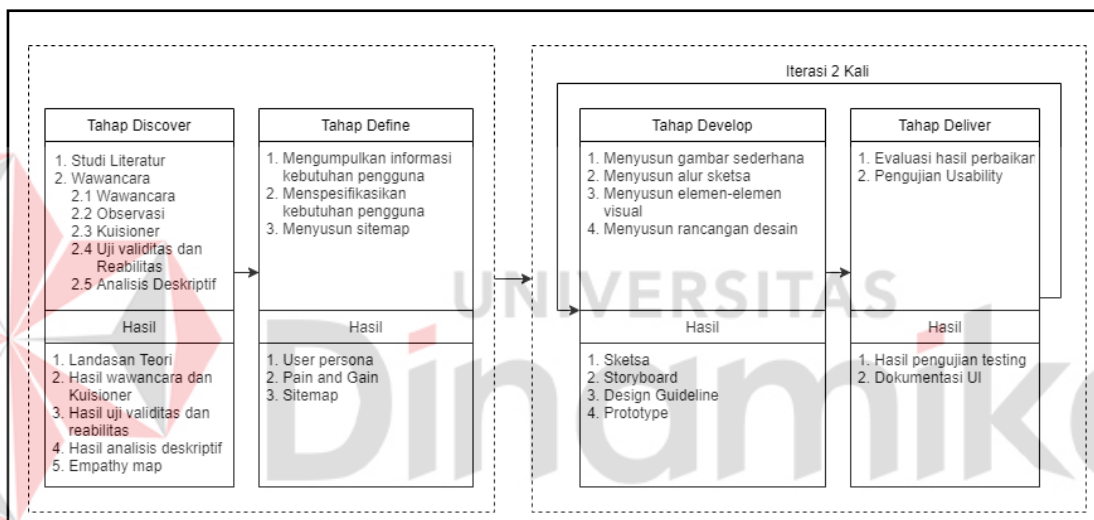 Iterasi 2 Kali
Tahap Discover
1. Studi Literatur
2. Wawancara
2.1 Wawancara
2.2 Observasi
2.3 Kuisioner
2.4 Uji validitas dan
Reabilitas
2.5 Analisis Deskriptif
Hasil
1. Landasan Teori
2. Hasil wawancara dan
Kuisioner
3. Hasil uji validitas dan
reabilitas
4. Hasil analisis deskriptif
5. Empathy map
Tahap Define
1. Mengumpulkan informasi
kebutuhan pengguna
2. Menspesifikasikan
kebutuhan pengguna
3. Menyusun sitemap
Hasil
1. User persona
2. Pain and Gain
3. Sitemap
Tahap Develop
1. Menyusun gambar sederhana
2. Menyusun alur sketsa
3. Menyusun elemen-elemen
visual
4. Menyusun rancangan desain
Hasil
1. Sketsa
2. Storyboard
3. Design Guideline
4. Prototype
Tahap Deliver
1. Evaluasi hasil perbaikan
2. Pengujian Usability
Hasil
1. Hasil pengujian testing
2. Dokumentasi UI
UNIVERSITAS
Dinamika